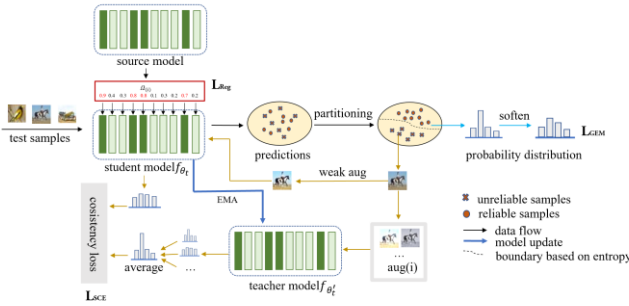 source model
L_Reg
Ω(θ)
0.9 0.4 0.3 0.8 0.8 0.1 0.3 0.2 0.7 0.2
test samples
student model f_θt
predictions
partitioning
soften
L_GEM
probability distribution
weak aug
EMA
cosistency loss
L_SCE
average
...
teacher model f_θ't
...
aug(i)
unreliable samples
reliable samples
data flow
model update
boundary based on entropy